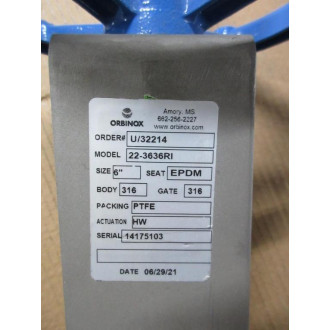 ORBINOX
Amory, MS
662-256-2227
www.orbinox.com
ORDER# U/32214
MODEL 22-3636RI
SIZE 6" SEAT EPDM
BODY 316 GATE 316
PACKING PTFE
ACTUATION HW
SERIAL 14175103
DATE 06/29/21